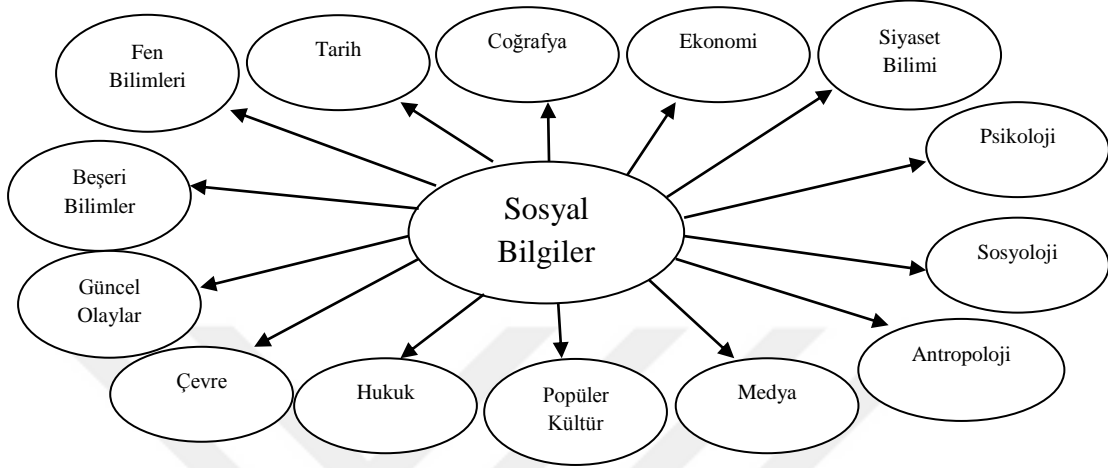 Fen
Bilimleri
Tarih
Coğrafya
Ekonomi
Siyaset
Bilimi
Psikoloji
Beşeri
Bilimler
Sosyal
Bilgiler
Sosyoloji
Güncel
Olaylar
Antropoloji
Çevre
Hukuk
Popüler
Kültür
Medya